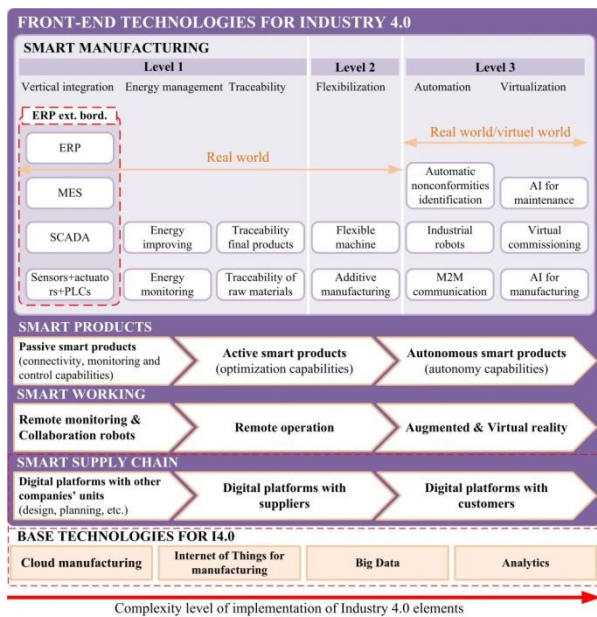 FRONT-END TECHNOLOGIES FOR INDUSTRY 4.0
SMART MANUFACTURING
Level 1 Level 2 Level 3
Vertical integration Energy management Traceability Flexibilization Automation Virtualization
ERP ext. bord.
Real world/virtuel world
ERP
Real world
Automatic
nonconformities
identification
MES
AI for
maintenance
SCADA
Energy
improving
Traceability
final products
Flexible
machine
Industrial
robots
Virtual
commissioning
Sensors+actuato
rs+PLCs
Energy
monitoring
Traceability of
raw materials
Additive
manufacturing
M2M
communication
AI for
manufacturing
SMART PRODUCTS
Passive smart products
(connectivity, monitoring and
control capabilities)
Active smart products
(optimization capabilities)
Autonomous smart products
(autonomy capabilities)
SMART WORKING
Remote monitoring &
Collaboration robots
Remote operation
Augmented & Virtual reality
SMART SUPPLY CHAIN
Digital platforms with other
companies' units
(design, planning, etc.)
Digital platforms with
suppliers
Digital platforms with
customers
BASE TECHNOLOGIES FOR I4.0
Cloud manufacturing
Internet of Things for
manufacturing
Big Data
Analytics
Complexity level of implementation of Industry 4.0 elements